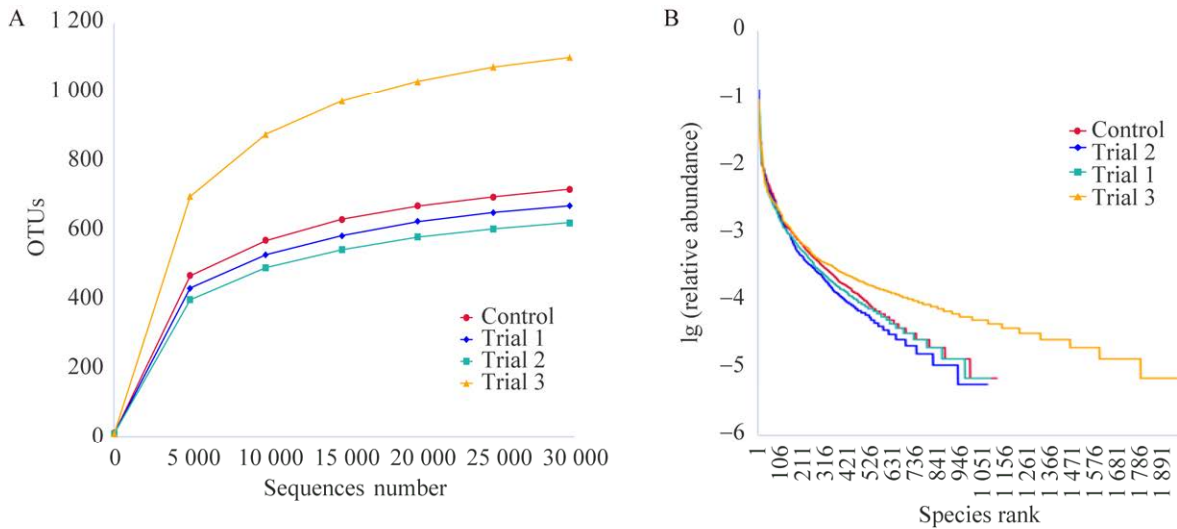 A
1 200
1 000
800
600
400
200
0
OTUs
0
5 000
10 000
15 000
20 000
25 000
30 000
Sequences number
Control
Trial 1
Trial 2
Trial 3
B
0
−1
−2
−3
−4
−5
−6
lg (relative abundance)
Control
Trial 2
Trial 1
Trial 3
1
106
211
316
421
526
631
736
841
946
1 051
1 156
1 261
1 366
1 471
1 576
1 681
1 786
1 891
Species rank